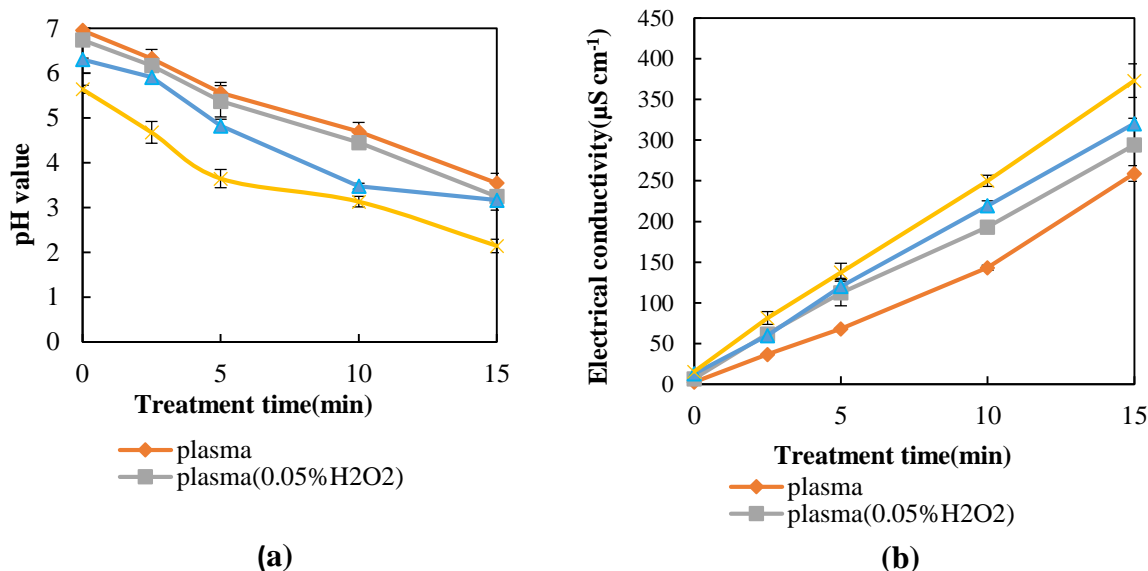 7
6
5
4
3
2
1
0
pH value
0 5 10 15
Treatment time(min)
plasma
plasma(0.05%H2O2)
(a)
450
400
350
300
250
200
150
100
50
0
Electrical conductivity(µS cm⁻¹)
0 5 10 15
Treatment time(min)
plasma
plasma(0.05%H2O2)
(b)